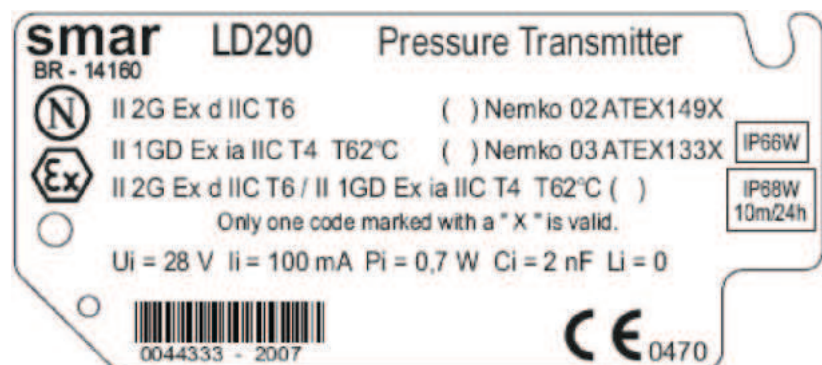 smar LD290 Pressure Transmitter
BR - 14160
N II 2G Ex d IIC T6 ( ) Nemko 02 ATEX149X
II 1GD Ex ia IIC T4 T62°C ( ) Nemko 03 ATEX133X IP66W
Ex II 2G Ex d IIC T6 / II 1GD Ex ia IIC T4 T62°C ( ) IP68W
10m/24h
Only one code marked with a " X " is valid.
Ui = 28 V Ii = 100 mA Pi = 0,7 W Ci = 2 nF Li = 0
0044333 - 2007
CE 0470